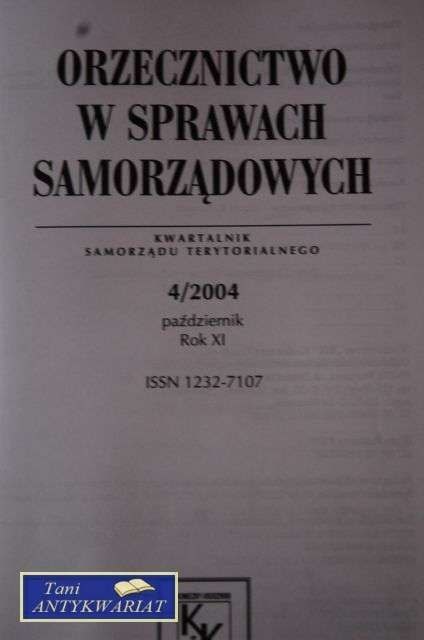 ORZECZNICTWO
W SPRAWACH
SAMORZĄDOWYCH
KWARTALNIK
SAMORZĄDU TERYTORIALNEGO
4/2004
październik
Rok XI
ISSN 1232-7107
Tani
ANTYKWARIAT